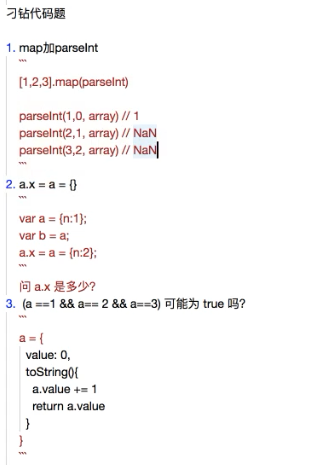 刁钻代码题
1. map加parseInt
```
[1,2,3].map(parseInt)
parseInt(1,0, array) // 1
parseInt(2,1, array) // NaN
parseInt(3,2, array) // NaN
```
2. a.x = a = {}
```
var a = {n:1};
var b = a;
a.x = a = {n:2};
```
问 a.x 是多少?
3. (a ==1 && a== 2 && a==3) 可能为 true 吗?
```
a = {
value: 0,
toString(){
a.value += 1
return a.value
}
}
```